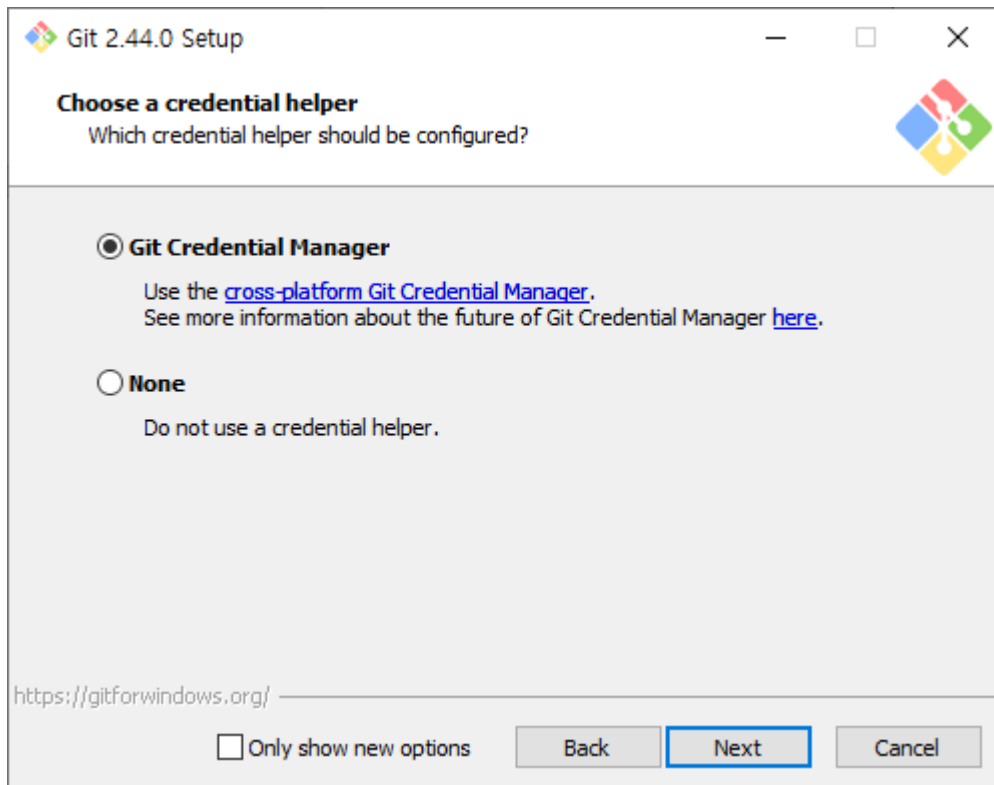 Git 2.44.0 Setup
Choose a credential helper
Which credential helper should be configured?
Git Credential Manager
Use the cross-platform Git Credential Manager.
See more information about the future of Git Credential Manager here.
None
Do not use a credential helper.
https://gitforwindows.org/
Only show new options Back Next Cancel